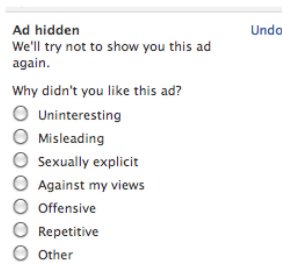 Ad hidden Undo
We'll try not to show you this ad
again.
Why didn't you like this ad?
Uninteresting
Misleading
Sexually explicit
Against my views
Offensive
Repetitive
Other